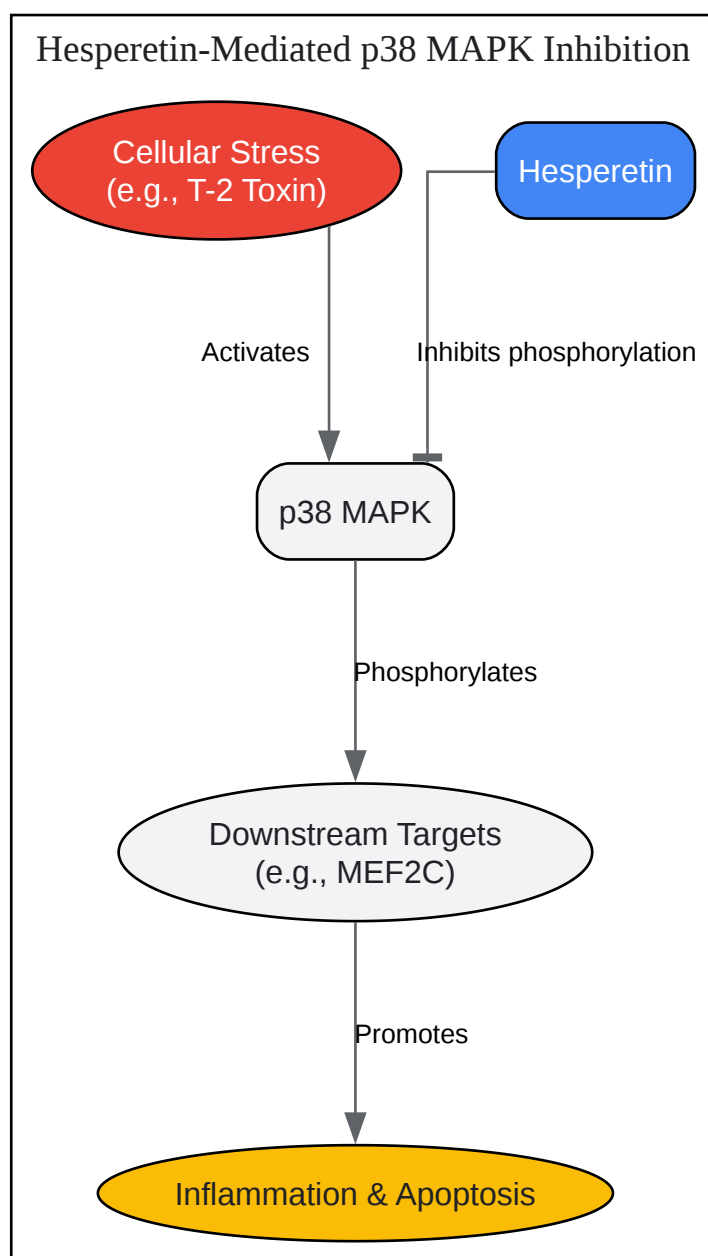 Hesperetin-Mediated p38 MAPK Inhibition
Cellular Stress
(e.g., T-2 Toxin)
Hesperetin
Activates
Inhibits phosphorylation
p38 MAPK
Phosphorylates
Downstream Targets
(e.g., MEF2C)
Promotes
Inflammation & Apoptosis